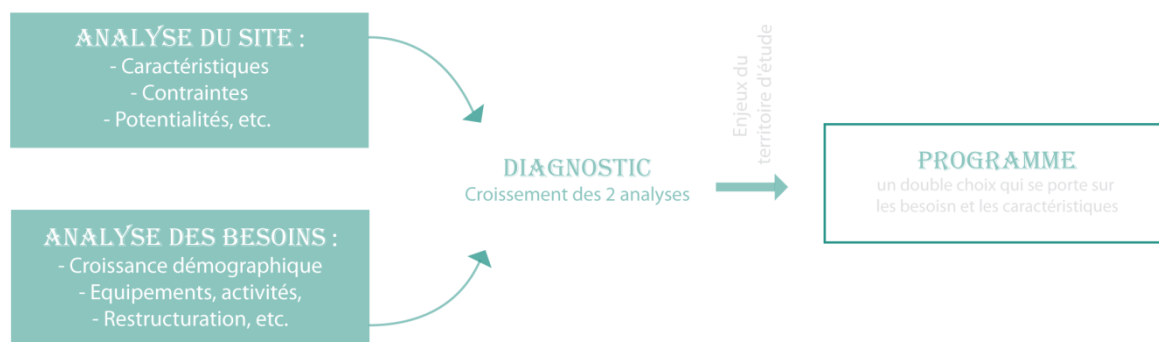 ANALYSE DU SITE :
- Caractéristiques
- Contraintes
- Potentialités, etc.
ANALYSE DES BESOINS :
- Croissance démographique
- Equipements, activités,
- Restructuration, etc.
DIAGNOSTIC
Croissement des 2 analyses
Enjeux du
territoire d'étude
PROGRAMME
un double choix qui se porte sur
les besoisn et les caractéristiques